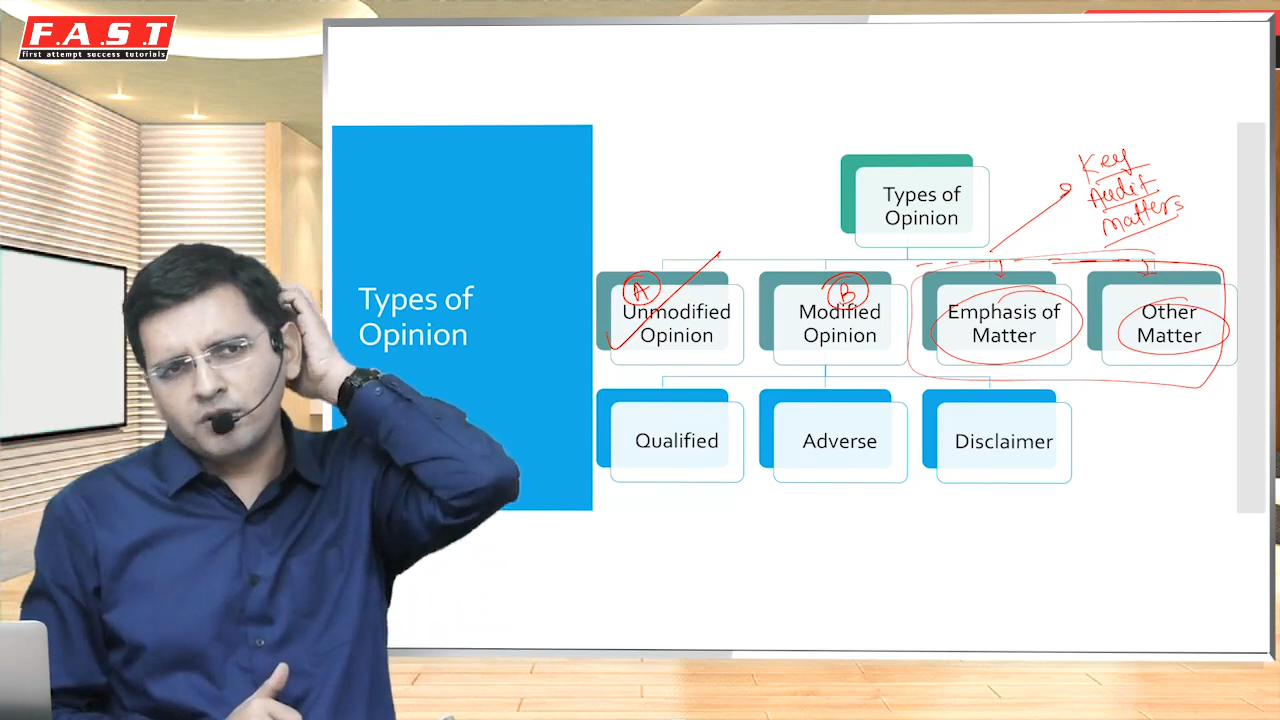 F.A.S.T
first attempt success tutorials
Types of
Opinion
Types of
Opinion
Key
Audit
Matters
A
Unmodified
Opinion
B
Modified
Opinion
Emphasis of
Matter
Other
Matter
Qualified
Adverse
Disclaimer